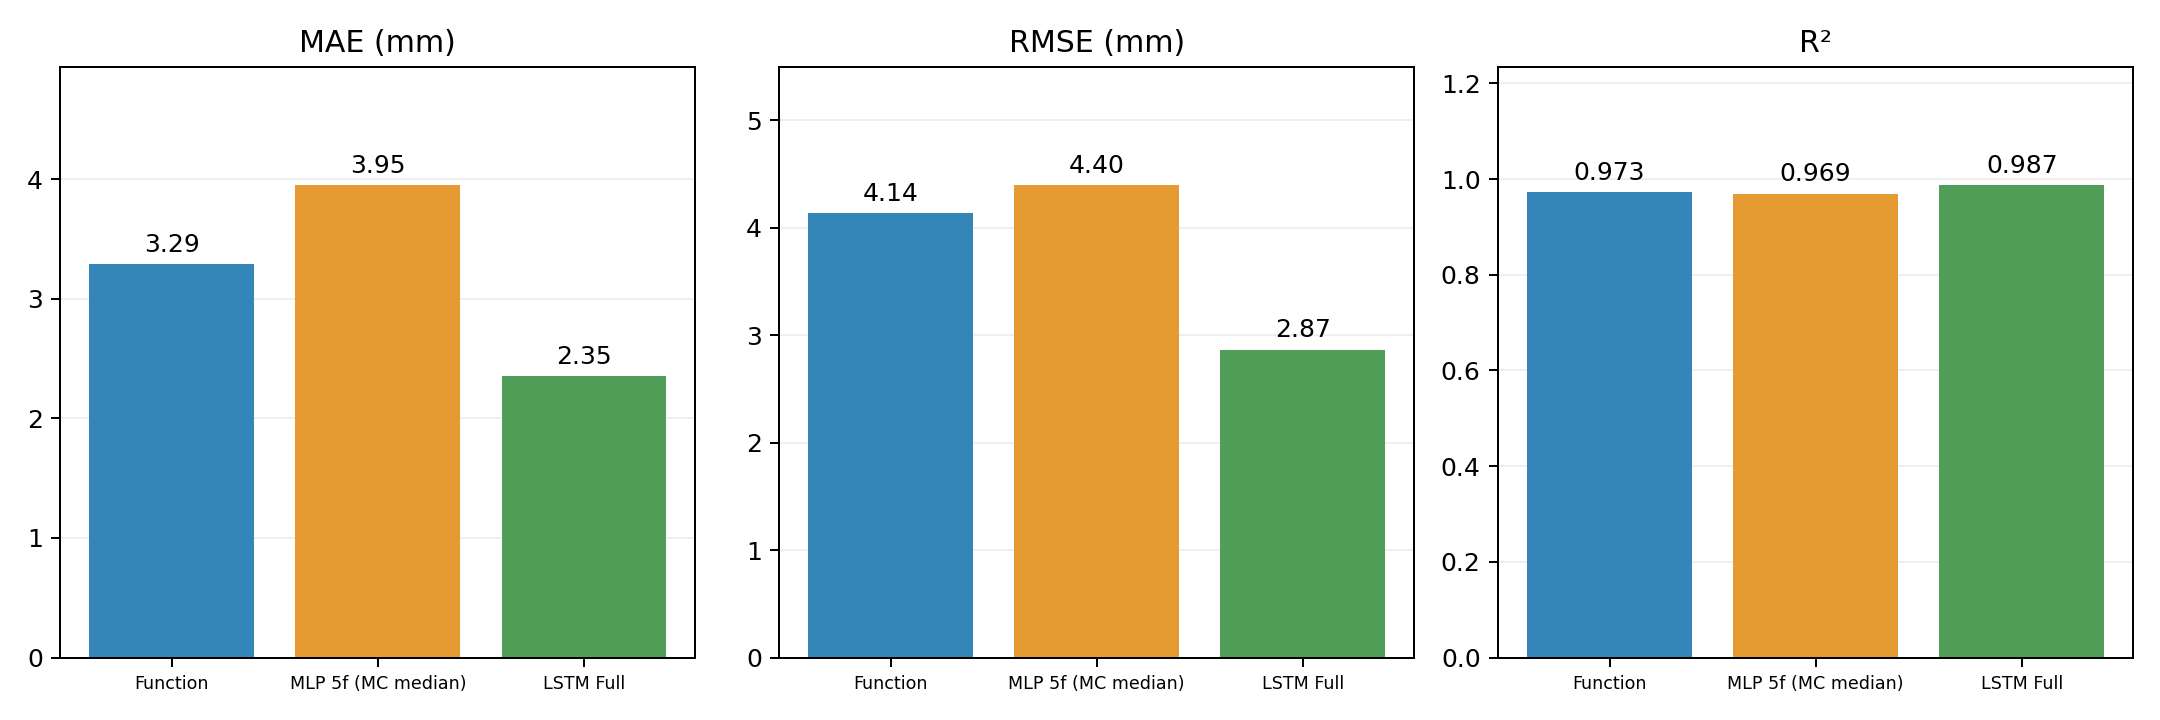 MAE (mm)
4
3
2
1
0
3.29
3.95
2.35
Function
MLP 5f (MC median)
LSTM Full
RMSE (mm)
5
4
3
2
1
0
4.14
4.40
2.87
Function
MLP 5f (MC median)
LSTM Full
R²
1.2
1.0
0.8
0.6
0.4
0.2
0.0
0.973
0.969
0.987
Function
MLP 5f (MC median)
LSTM Full